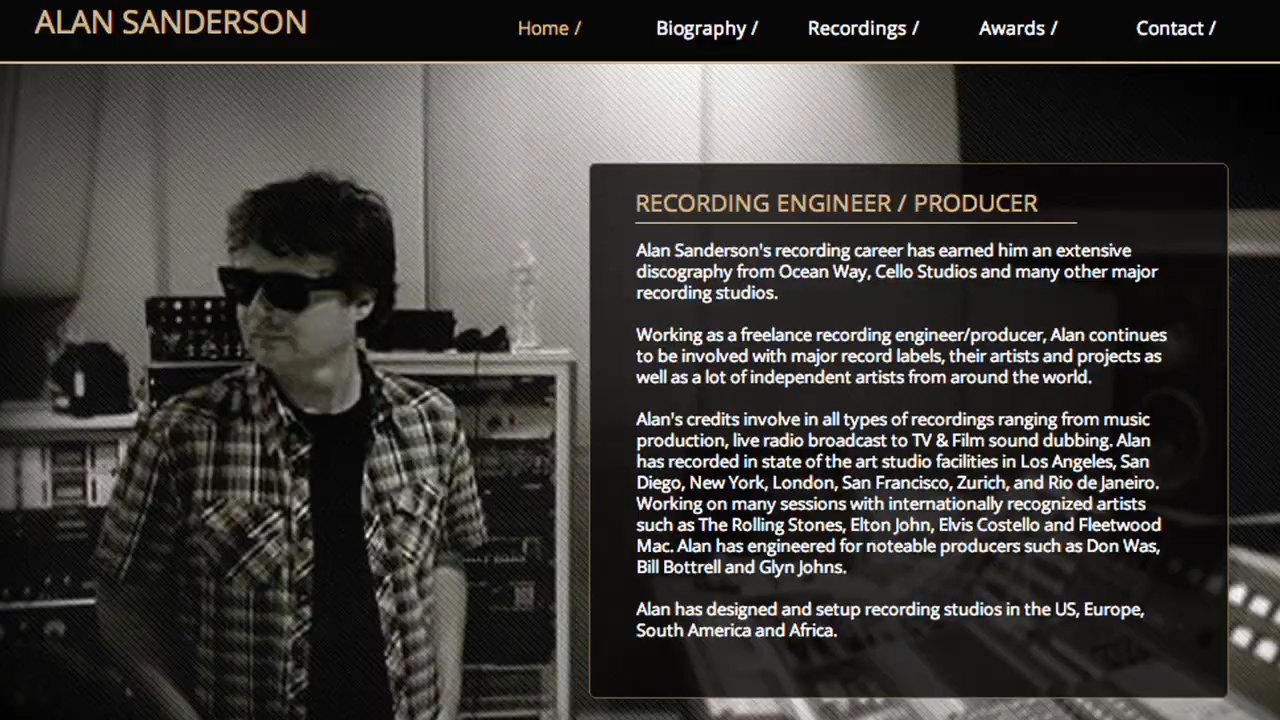 ALAN SANDERSON
Home / Biography / Recordings / Awards / Contact /
RECORDING ENGINEER / PRODUCER
Alan Sanderson's recording career has earned him an extensive
discography from Ocean Way, Cello Studios and many other major
recording studios.
Working as a freelance recording engineer/producer, Alan continues
to be involved with major record labels, their artists and projects as
well as a lot of independent artists from around the world.
Alan's credits involve in all types of recordings ranging from music
production, live radio broadcast to TV & Film sound dubbing. Alan
has recorded in state of the art studio facilities in Los Angeles, San
Diego, New York, London, San Francisco, Zurich, and Rio de Janeiro.
Working on many sessions with internationally recognized artists
such as The Rolling Stones, Elton John, Elvis Costello and Fleetwood
Mac. Alan has engineered for noteable producers such as Don Was,
Bill Bottrell and Glyn Johns.
Alan has designed and setup recording studios in the US, Europe,
South America and Africa.